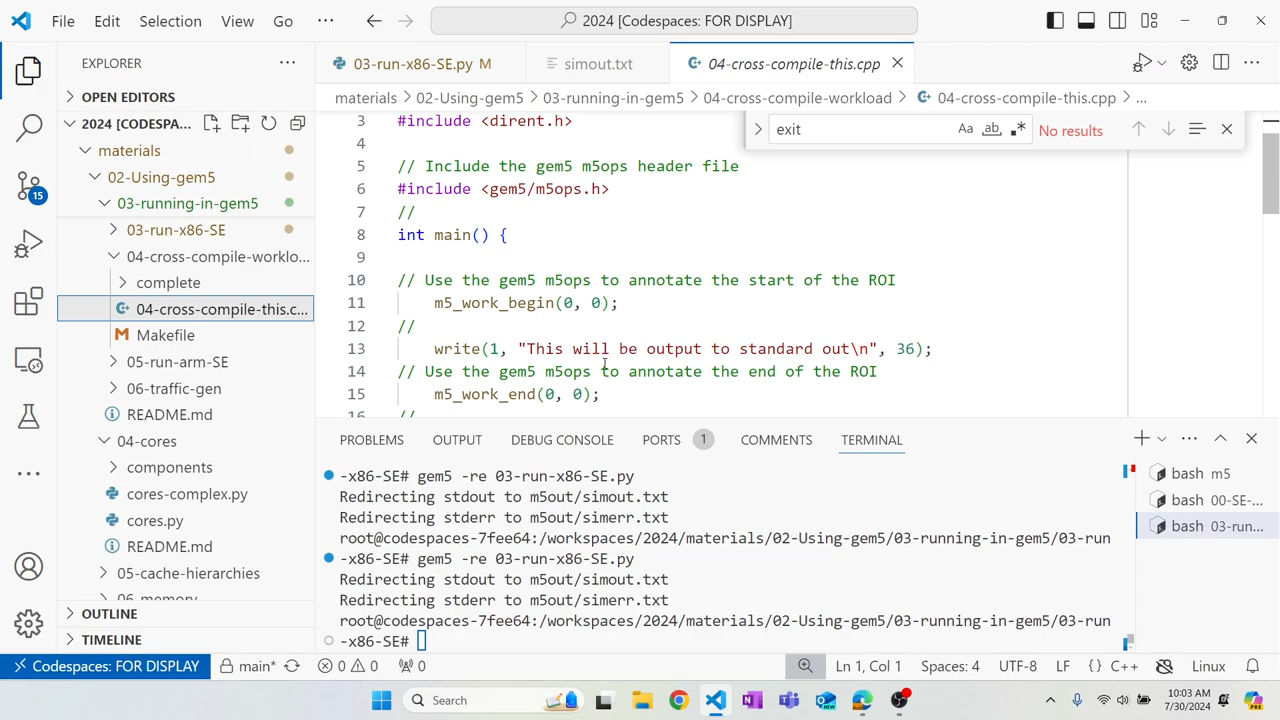 File Edit Selection View Go ··· 2024 [Codespaces: FOR DISPLAY]
EXPLORER ···
OPEN EDITORS
2024 [CODESPA...
materials
02-Using-gem5
03-running-in-gem5
03-run-x86-SE
04-cross-compile-worklo...
complete
04-cross-compile-this.c...
Makefile
05-run-arm-SE
06-traffic-gen
README.md
04-cores
components
cores-complex.py
cores.py
README.md
05-cache-hierarchies
06-memory
OUTLINE
TIMELINE
15
03-run-x86-SE.py M simout.txt 04-cross-compile-this.cpp
materials > 02-Using-gem5 > 03-running-in-gem5 > 04-cross-compile-workload > 04-cross-compile-this.cpp > ...
exit Aa ab .* No results
3 #include <dirent.h>
4
5 // Include the gem5 m5ops header file
6 #include <gem5/m5ops.h>
7 //
8 int main() {
9
10 // Use the gem5 m5ops to annotate the start of the ROI
11 m5_work_begin(0, 0);
12 //
13 write(1, "This will be output to standard out\n", 36);
14 // Use the gem5 m5ops to annotate the end of the ROI
15 m5_work_end(0, 0);
16 //
PROBLEMS OUTPUT DEBUG CONSOLE PORTS 1 COMMENTS TERMINAL
-x86-SE# gem5 -re 03-run-x86-SE.py
Redirecting stdout to m5out/simout.txt
Redirecting stderr to m5out/simerr.txt
root@codespaces-7fee64:/workspaces/2024/materials/02-Using-gem5/03-running-in-gem5/03-run
-x86-SE# gem5 -re 03-run-x86-SE.py
Redirecting stdout to m5out/simout.txt
Redirecting stderr to m5out/simerr.txt
root@codespaces-7fee64:/workspaces/2024/materials/02-Using-gem5/03-running-in-gem5/03-run
-x86-SE#
bash m5
bash 00-SE-...
bash 03-run...
Codespaces: FOR DISPLAY main* 0 0 0 Ln 1, Col 1 Spaces: 4 UTF-8 LF {} C++ Linux
Search
10:03 AM
7/30/2024